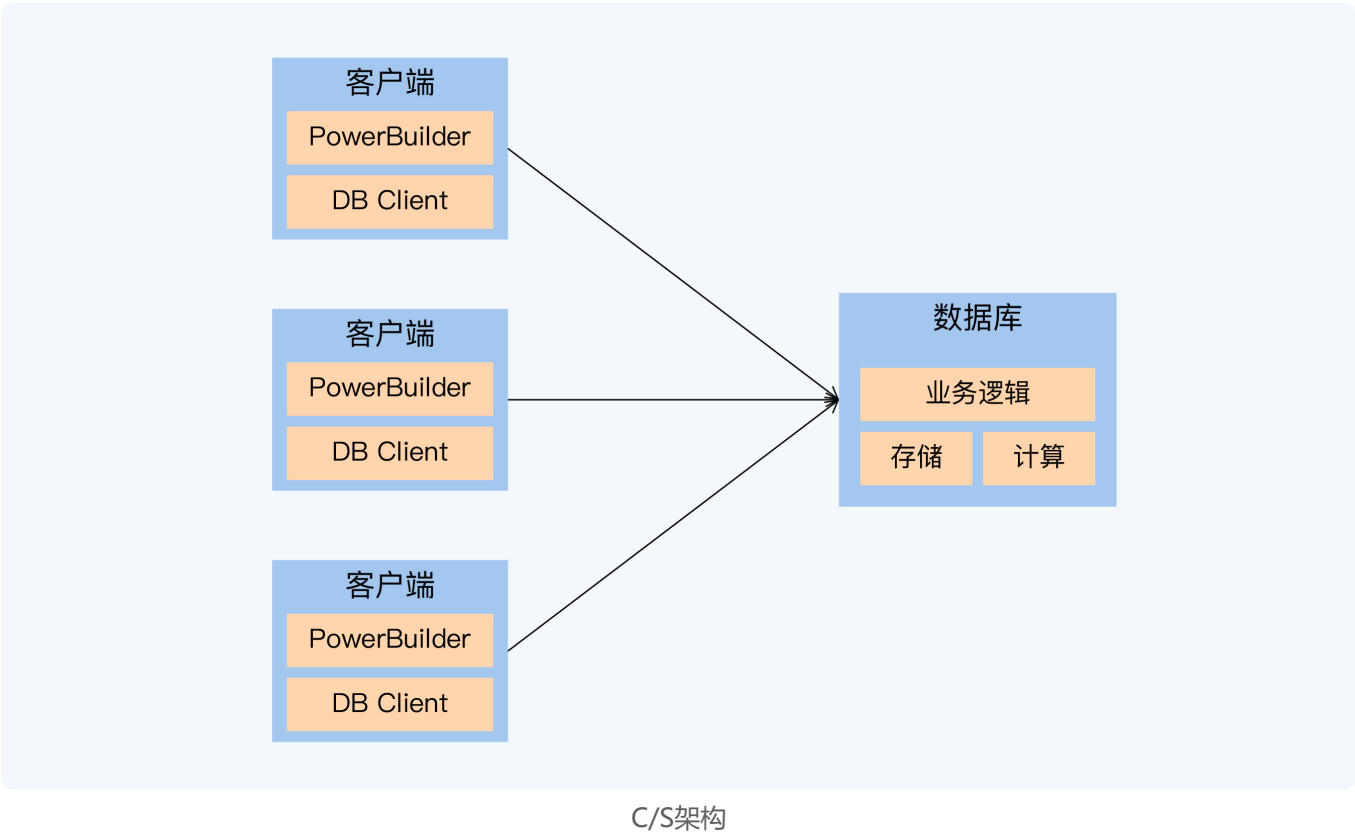 客户端
PowerBuilder
DB Client
客户端
PowerBuilder
DB Client
客户端
PowerBuilder
DB Client
数据库
业务逻辑
存储 计算
C/S架构